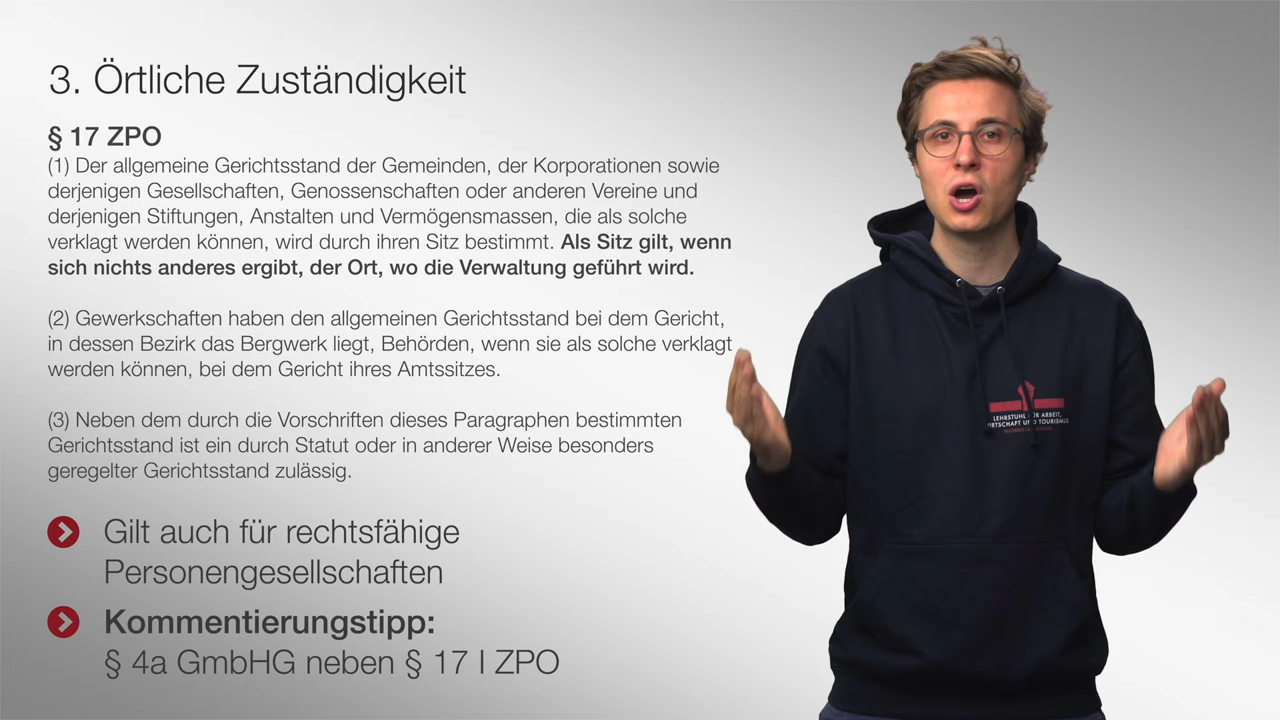 3. Örtliche Zuständigkeit
§ 17 ZPO
(1) Der allgemeine Gerichtsstand der Gemeinden, der Korporationen sowie
derjenigen Gesellschaften, Genossenschaften oder anderen Vereine und
derjenigen Stiftungen, Anstalten und Vermögensmassen, die als solche
verklagt werden können, wird durch ihren Sitz bestimmt. Als Sitz gilt, wenn
sich nichts anderes ergibt, der Ort, wo die Verwaltung geführt wird.
(2) Gewerkschaften haben den allgemeinen Gerichtsstand bei dem Gericht,
in dessen Bezirk das Bergwerk liegt, Behörden, wenn sie als solche verklagt
werden können, bei dem Gericht ihres Amtssitzes.
(3) Neben dem durch die Vorschriften dieses Paragraphen bestimmten
Gerichtsstand ist ein durch Statut oder in anderer Weise besonders
geregelter Gerichtsstand zulässig.
Gilt auch für rechtsfähige
Personengesellschaften
Kommentierungstipp:
§ 4a GmbHG neben § 17 I ZPO
LEHRSTUHL FÜR ARBEIT,
UND TOURISMUS